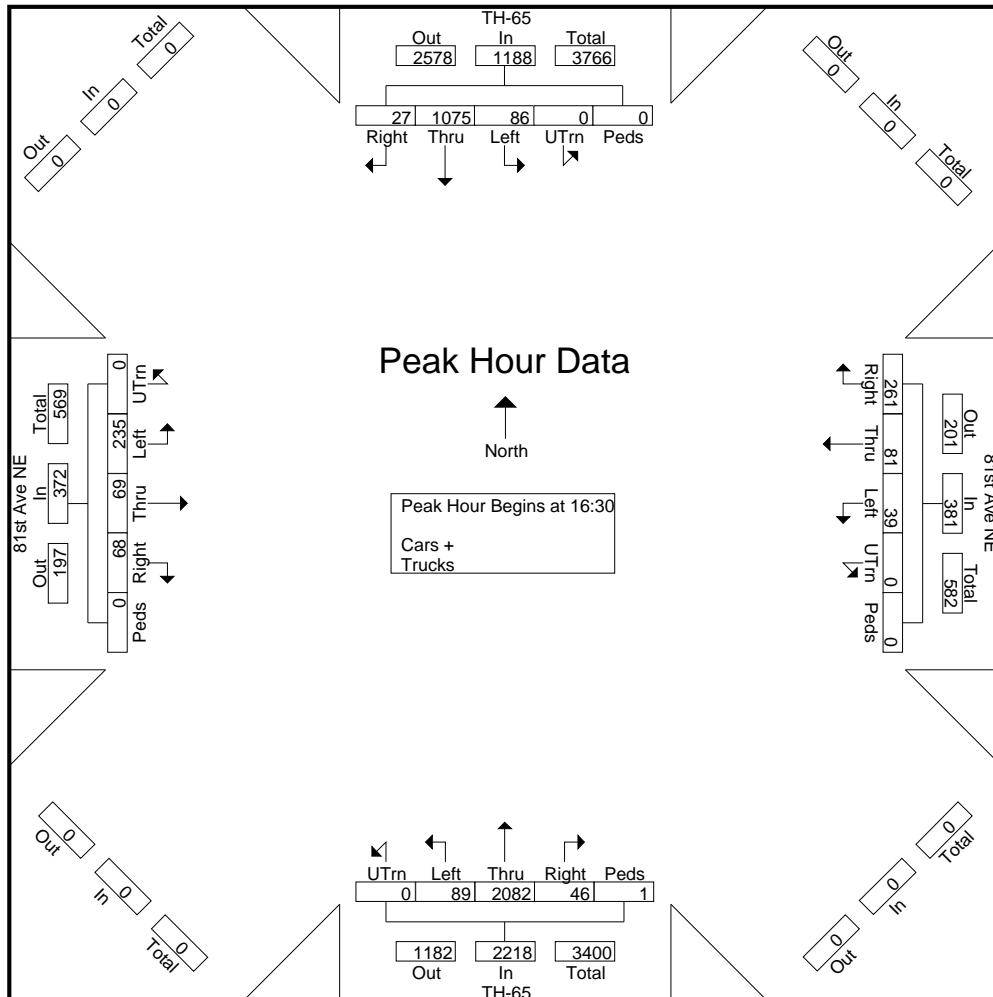 TH-65
Out In Total
2578 1188 3766
27 1075 86 0 0
Right Thru Left UTrn Peds
Total
0
In
0
Out
0
Out
0
In
0
Total
0
Peak Hour Data
North
Peak Hour Begins at 16:30
Cars +
Trucks
81st Ave NE
Out In Total
197 372 569
0 68 69 235 0
Peds Right Thru Left UTrn
81st Ave NE
Out In Total
201 381 582
261 81 39 0 0
Right Thru Left UTrn Peds
UTrn Left Thru Right Peds
0 89 2082 46 1
1182 2218 3400
Out In Total
TH-65
0
Out
0
In
0
Total
0
Total
0
In
0
Out